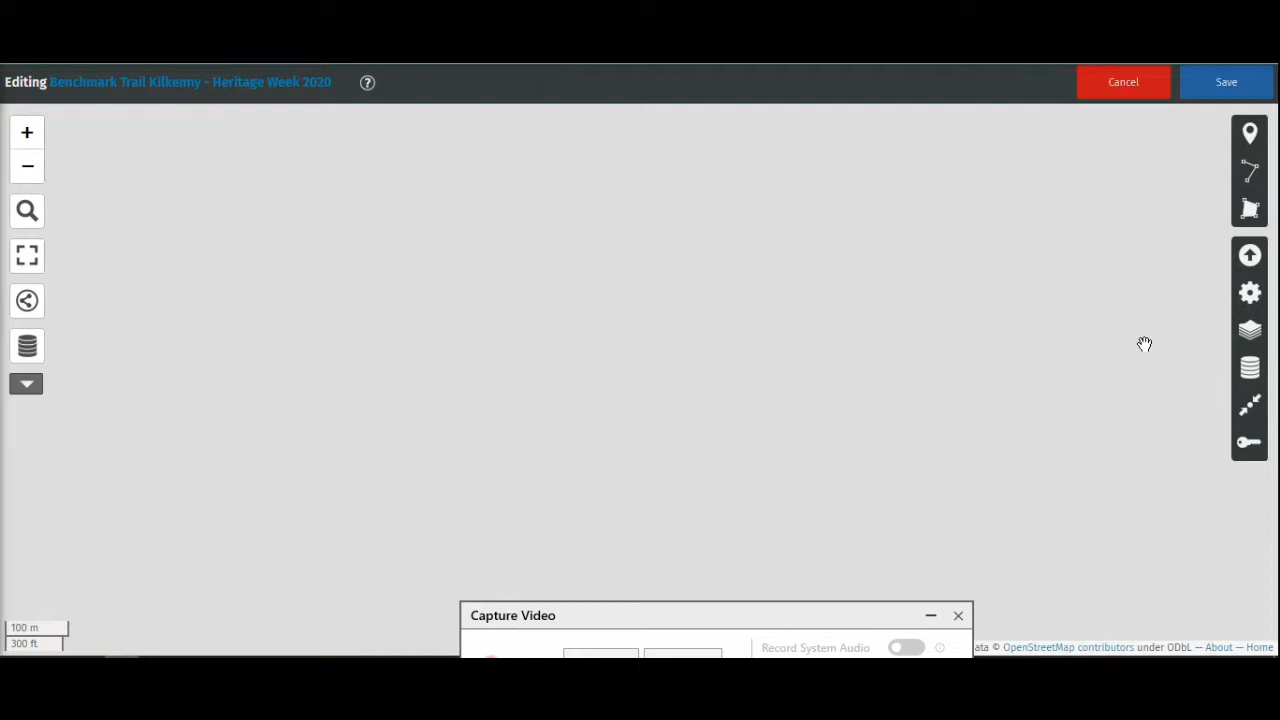 Editing Benchmark Trail Kilkenny - Heritage Week 2020
Cancel
Save
100 m
300 ft
Capture Video
Record System Audio
ata © OpenStreetMap contributors under ODbL — About — Home